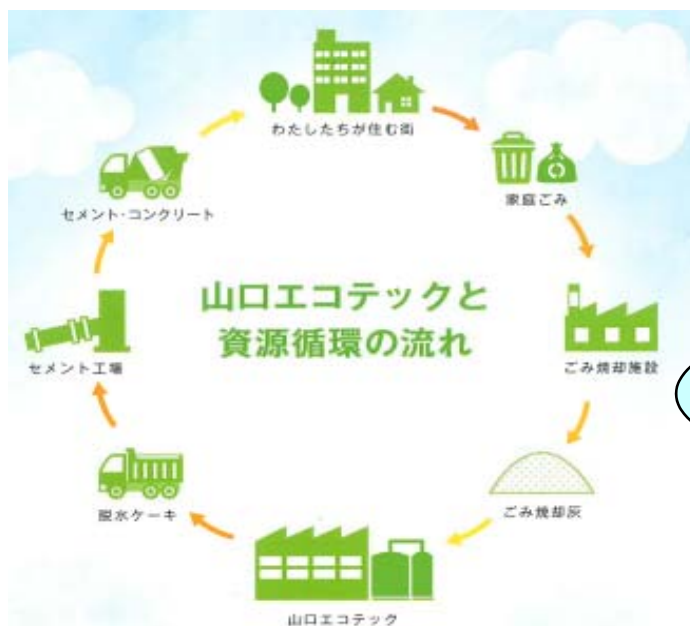 わたしたちが住む街
家庭ごみ
セメント・コンクリート
山口エコテックと
資源循環の流れ
セメント工場
ごみ焼却施設
脱水ケーキ
ごみ焼却灰
山口エコテック